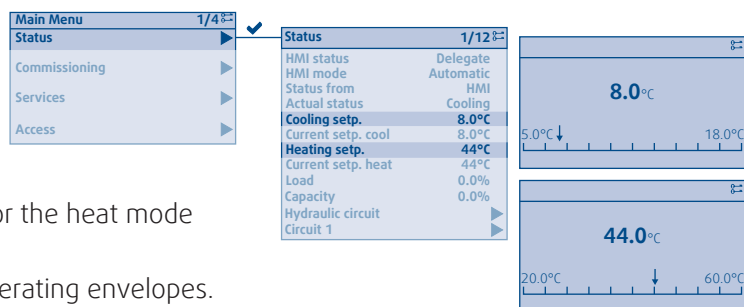 Main Menu 1/4
Status
Commissioning
Services
Access
Status 1/12
HMI status Delegate
HMI mode Automatic
Status from HMI
Actual status Cooling
Cooling setp. 8.0°C
Current setp. cool 8.0°C
Heating setp. 44°C
Current setp. heat 44°C
Load 0.0%
Capacity 0.0%
Hydraulic circuit
Circuit 1
8.0°C
5.0°C 18.0°C
44.0°C
20.0°C 60.0°C
or the heat mode
erating envelopes.